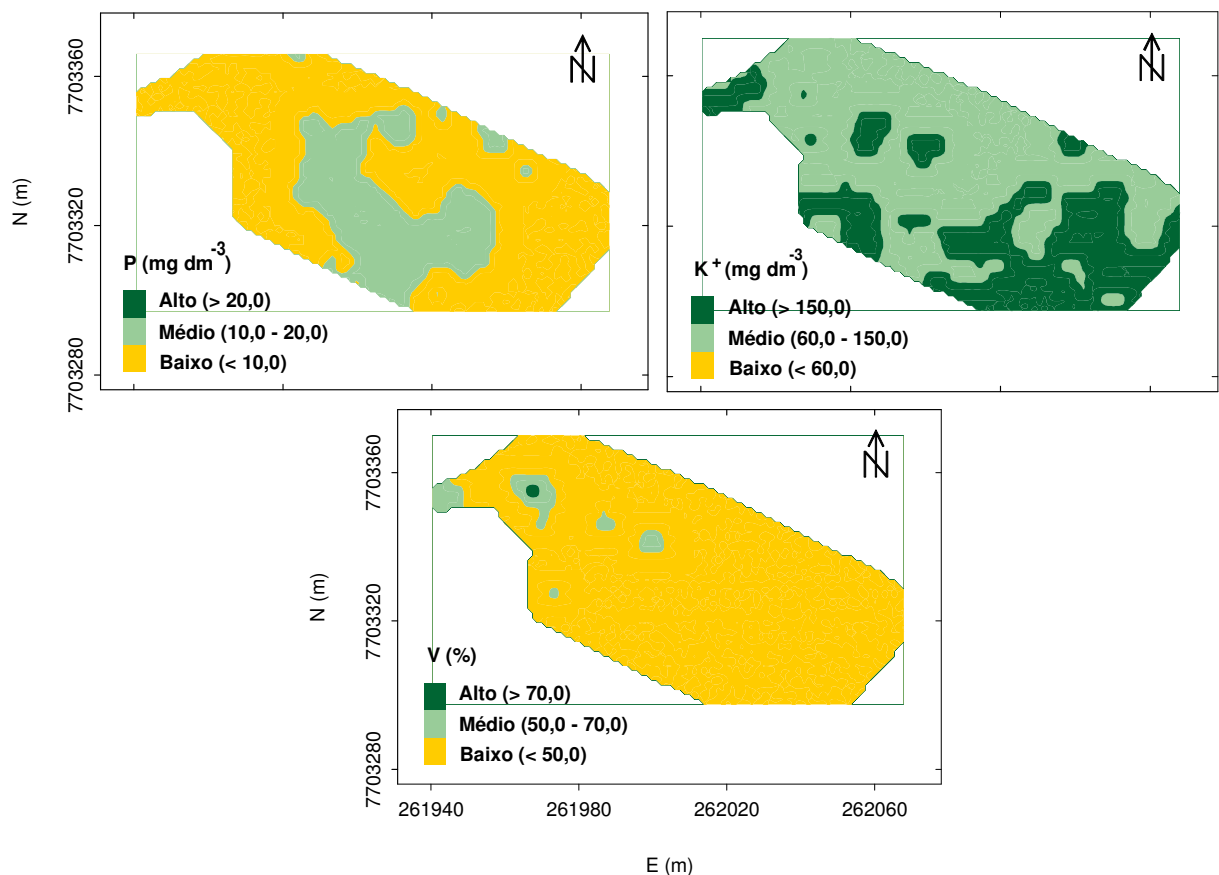 N
N
7703360
7703320
7703280
N (m)
P (mg dm-3)
Alto (> 20,0)
Médio (10,0 - 20,0)
Baixo (< 10,0)
K+ (mg dm-3)
Alto (> 150,0)
Médio (60,0 - 150,0)
Baixo (< 60,0)
N
7703360
7703320
7703280
N (m)
V (%)
Alto (> 70,0)
Médio (50,0 - 70,0)
Baixo (< 50,0)
261940 261980 262020 262060
E (m)